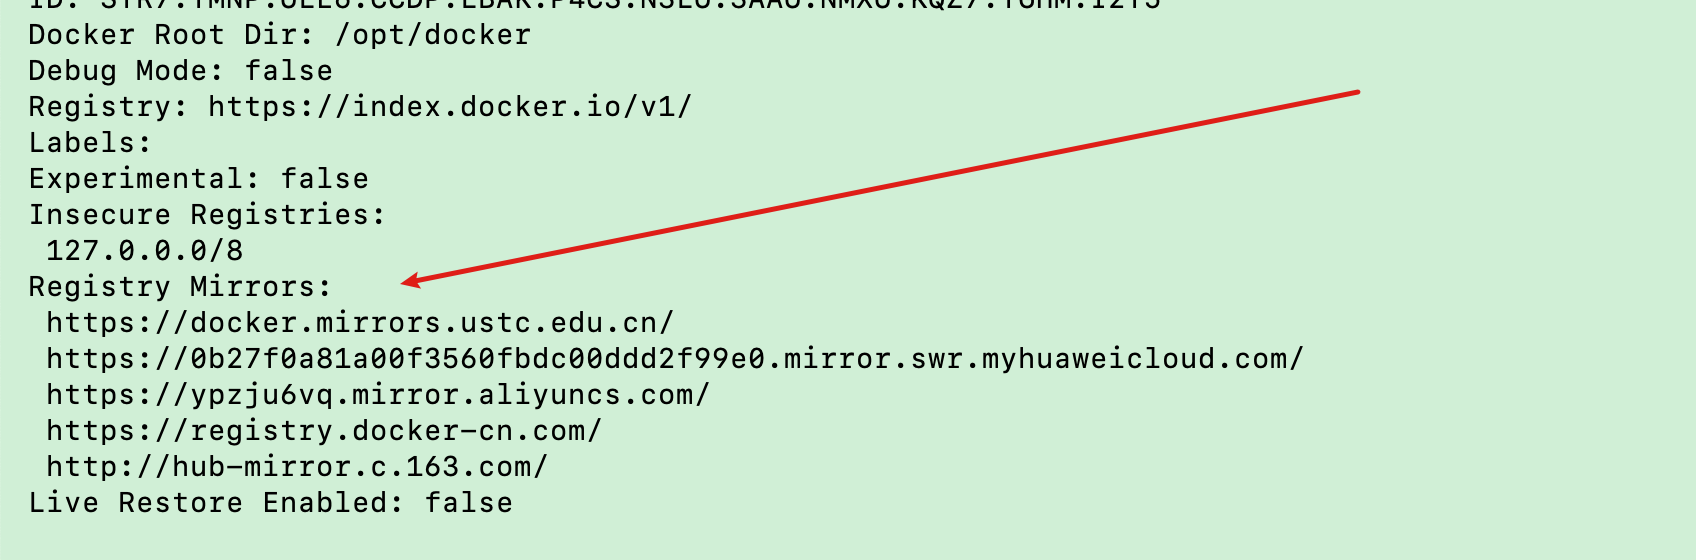 Docker Root Dir: /opt/docker
Debug Mode: false
Registry: https://index.docker.io/v1/
Labels:
Experimental: false
Insecure Registries:
127.0.0.0/8
Registry Mirrors:
https://docker.mirrors.ustc.edu.cn/
https://0b27f0a81a00f3560fbdc00ddd2f99e0.mirror.swr.myhuaweicloud.com/
https://ypzju6vq.mirror.aliyuncs.com/
https://registry.docker-cn.com/
http://hub-mirror.c.163.com/
Live Restore Enabled: false